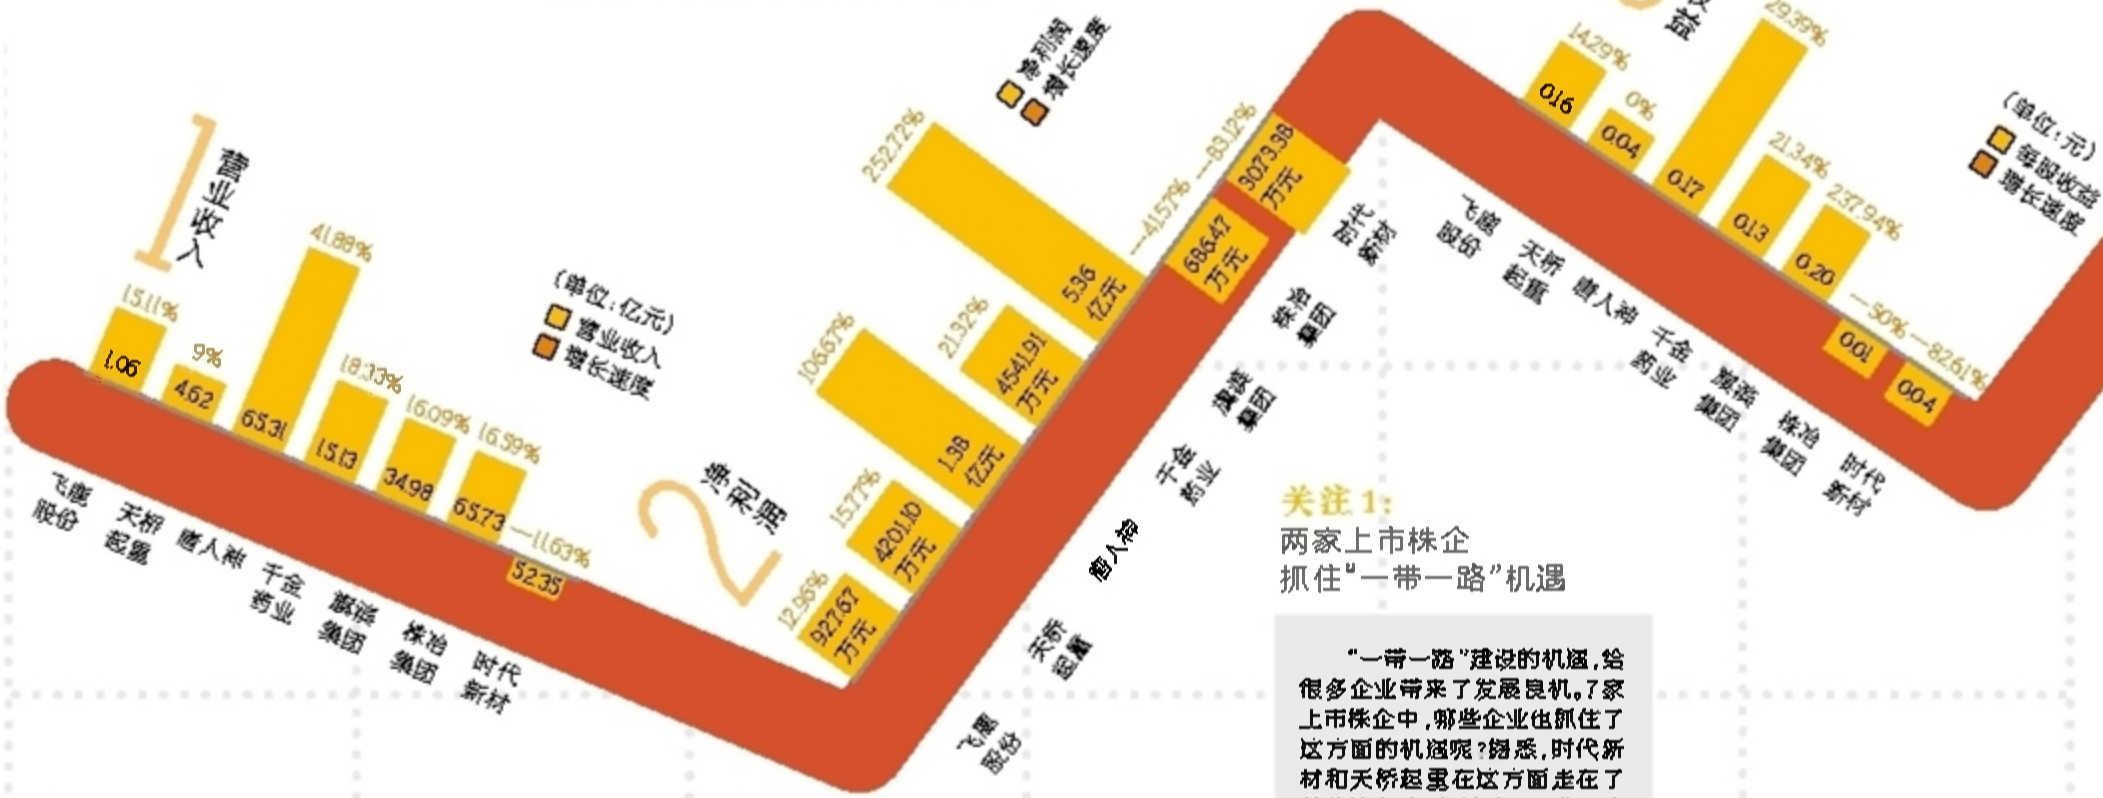 1
营业收入
15.11%
9%
41.88%
18.33%
16.09%
16.59%
—11.63%
1.06
4.62
65.31
15.13
34.98
65.73
52.35
飞鹿
股份
天桥
起重
唐人神
千金
药业
旗滨
集团
株冶
集团
时代
新材
(单位:亿元)
营业收入
增长速度
2
净利润
12.96%
15.77%
106.67%
21.32%
252.72%
—41.57%
—83.12%
927.67
万元
4201.10
万元
1.38
亿元
4541.91
万元
5.36
亿元
686.47
万元
3073.38
万元
飞鹿
股份
天桥
起重
唐人神
千金
药业
旗滨
集团
株冶
集团
时代
新材
净利润
增长速度
益
14.29%
0%
29.39%
21.34%
237.94%
—50%
—82.61%
0.16
0.04
0.17
0.13
0.20
0.01
0.04
飞鹿
股份
天桥
起重
唐人神
千金
药业
旗滨
集团
株冶
集团
时代
新材
(单位:元)
每股收益
增长速度
关注1:
两家上市株企
抓住"一带一路"机遇
"一带一路"建设的机遇,给
很多企业带来了发展良机。7家
上市株企中,哪些企业也抓住了
这方面的机遇呢?据悉,时代新
材和天桥起重在这方面走在了